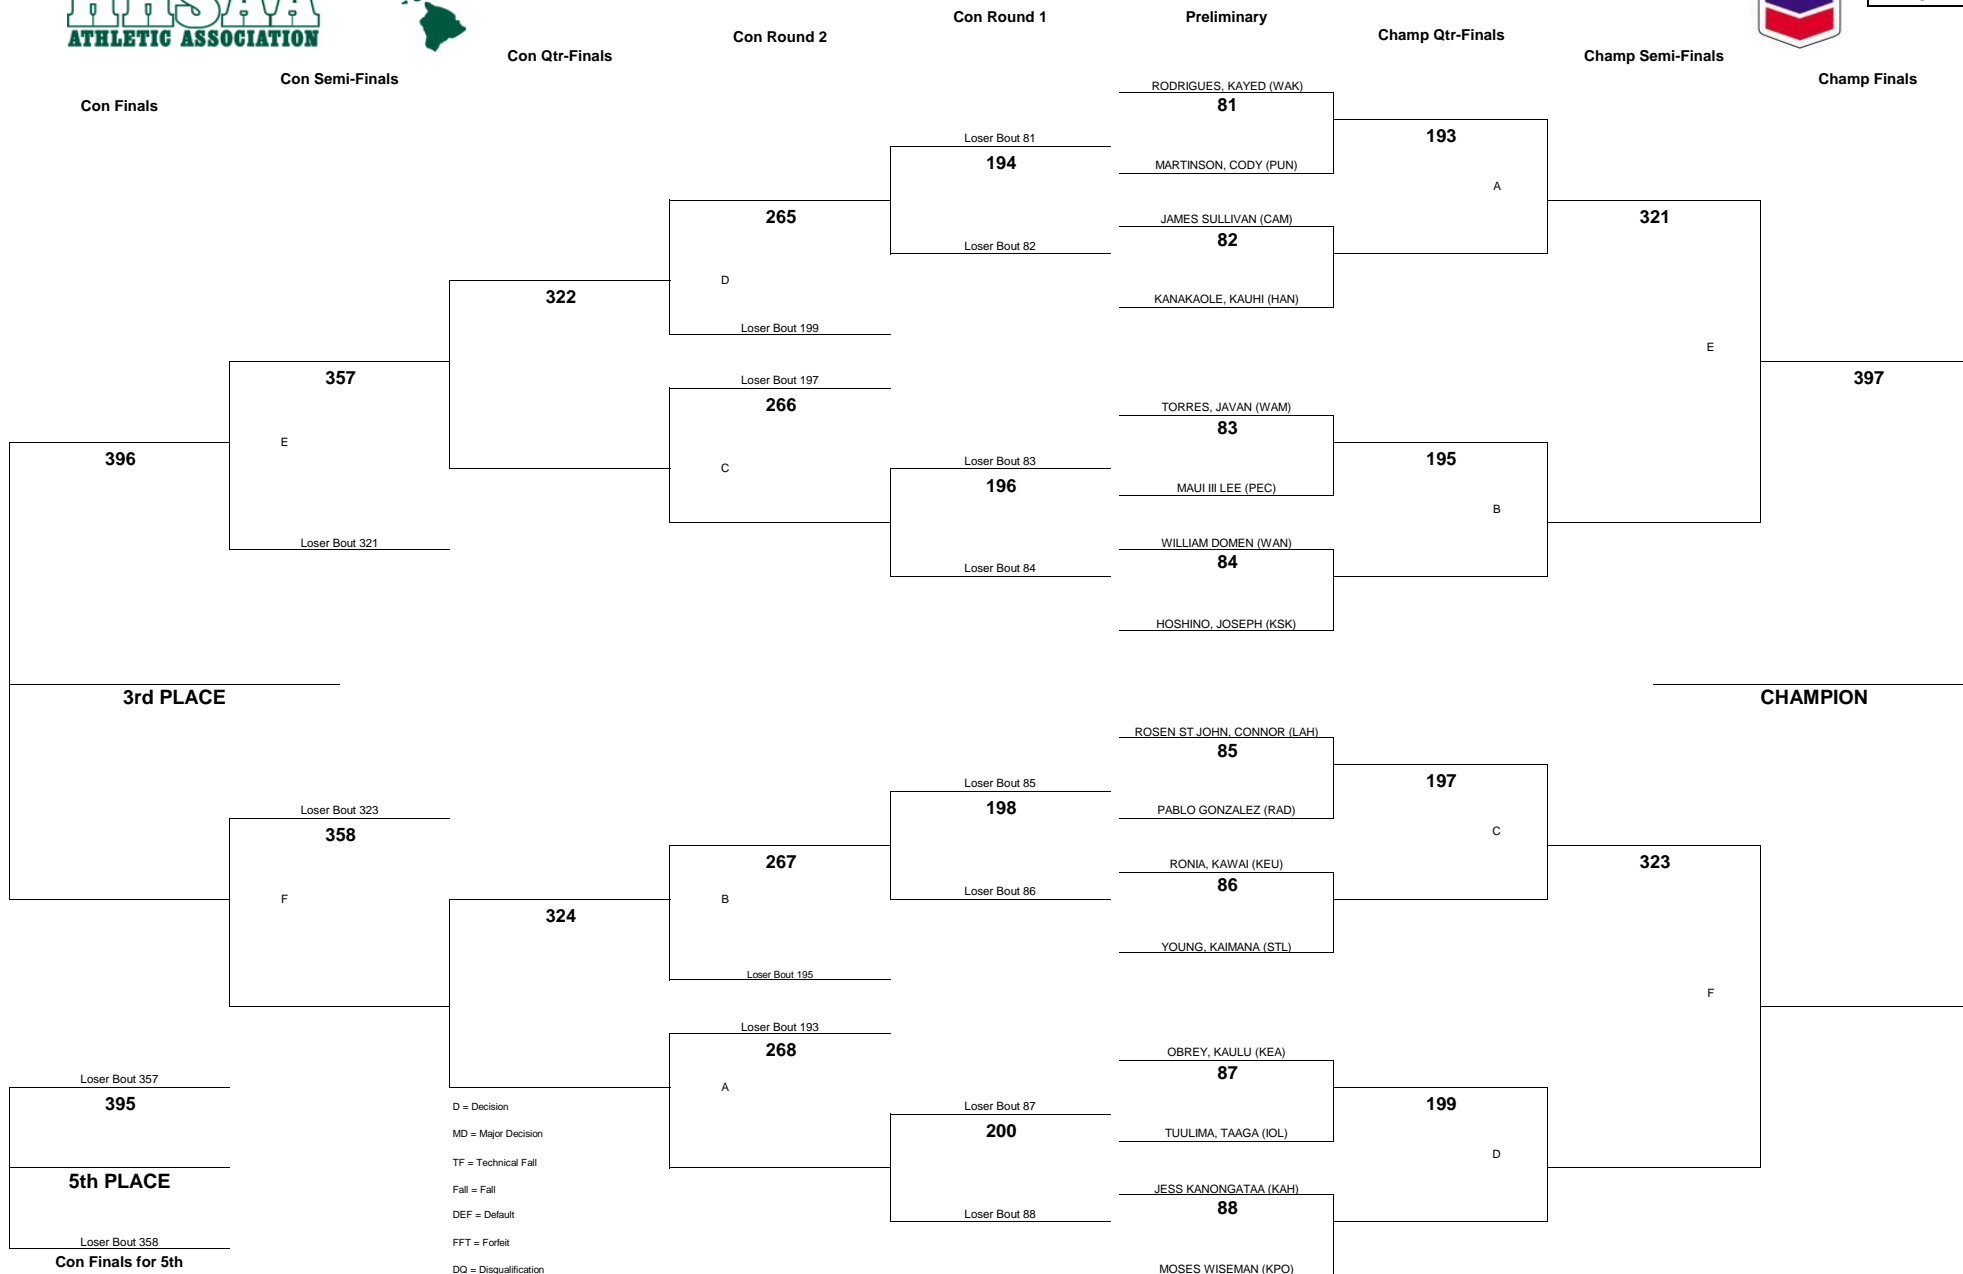 HHSAA
ATHLETIC ASSOCIATION
Con Round 1
Preliminary
Con Round 2
Champ Qtr-Finals
Con Qtr-Finals
Champ Semi-Finals
Con Semi-Finals
Champ Finals
Con Finals
RODRIGUES, KAYED (WAK)
81
193
Loser Bout 81
194
MARTINSON, CODY (PUN)
A
265
JAMES SULLIVAN (CAM)
321
82
Loser Bout 82
D
322
KANAKAOLE, KAUHI (HAN)
Loser Bout 199
E
357
Loser Bout 197
397
266
TORRES, JAVAN (WAM)
83
E
396
195
C
Loser Bout 83
196
MAUI III LEE (PEC)
B
Loser Bout 321
WILLIAM DOMEN (WAN)
84
Loser Bout 84
HOSHINO, JOSEPH (KSK)
3rd PLACE
CHAMPION
ROSEN ST JOHN, CONNOR (LAH)
85
197
Loser Bout 85
198
Loser Bout 323
PABLO GONZALEZ (RAD)
358
C
267
RONIA, KAWAI (KEU)
323
86
Loser Bout 86
F
B
324
YOUNG, KAIMANA (STL)
Loser Bout 195
F
Loser Bout 193
268
OBREY, KAULU (KEA)
87
Loser Bout 357
A
395
D = Decision
Loser Bout 87
199
200
MD = Major Decision
TUULIMA, TAAGA (IOL)
D
TF = Technical Fall
5th PLACE
Fall = Fall
JESS KANONGATAA (KAH)
88
DEF = Default
Loser Bout 88
Loser Bout 358
FFT = Forfeit
Con Finals for 5th
DQ = Disqualification
MOSES WISEMAN (KPO)